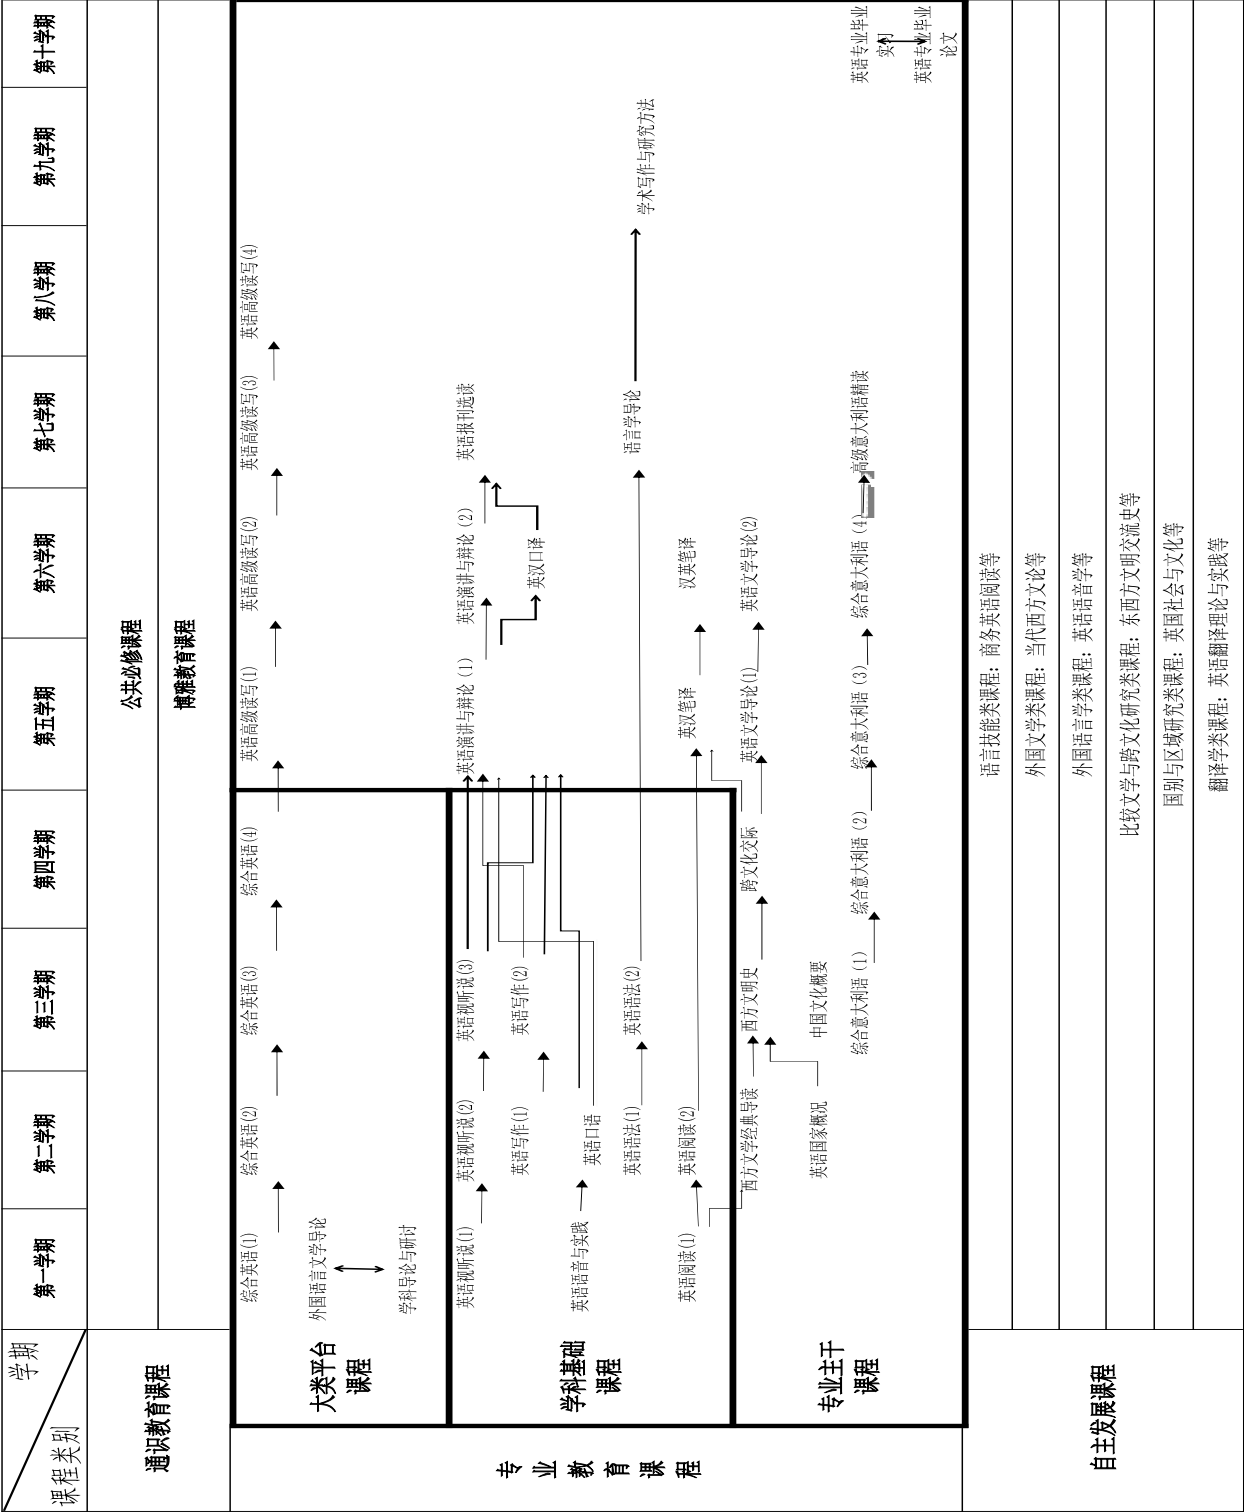 学期
课程类别
第一学期
第二学期
第三学期
第四学期
第五学期
第六学期
第七学期
第八学期
第九学期
第十学期
通识教育课程
公共必修课程
博雅教育课程
专业教育课程
大类平台
课程
综合英语(1)
综合英语(2)
综合英语(3)
综合英语(4)
英语高级读写(1)
英语高级读写(2)
英语高级读写(3)
英语高级读写(4)
外国语言文学导论
学科导论与研讨
学科基础
课程
英语视听说(1)
英语视听说(2)
英语视听说(3)
英语演讲与辩论（1）
英语演讲与辩论（2）
英语报刊选读
英语写作(1)
英语写作(2)
英汉口译
英语语音与实践
英语口语
英语语法(1)
英语语法(2)
语言学导论
学术写作与研究方法
英语阅读(1)
英语阅读(2)
英汉笔译
汉英笔译
专业主干
课程
西方文学经典导读
西方文明史
跨文化交际
英语文学导论(1)
英语文学导论(2)
英语国家概况
中国文化概要
综合意大利语（1）
综合意大利语（2）
综合意大利语（3）
综合意大利语（4）
高级意大利语精读
英语专业毕业
实习
英语专业毕业
论文
自主发展课程
语言技能类课程：商务英语阅读等
外国文学类课程：当代西方文论等
外国语言学类课程：英语语音学等
比较文学与跨文化研究类课程：东西方文明交流史等
国别与区域研究类课程：英国社会与文化等
翻译学类课程：英语翻译理论与实践等